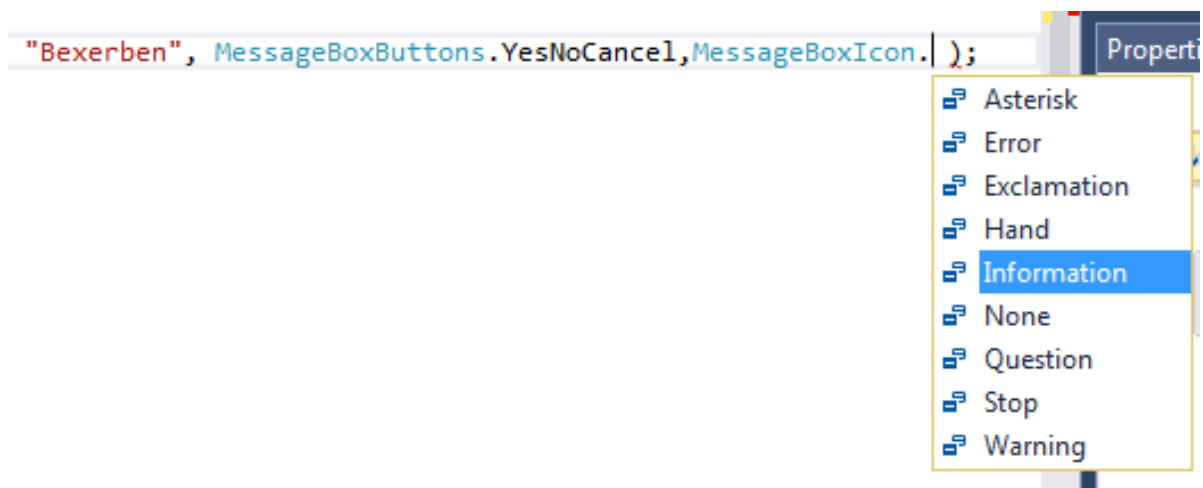 "Bexerben", MessageBoxButtons.YesNoCancel,MessageBoxIcon. );
Properti
Asterisk
Error
Exclamation
Hand
Information
None
Question
Stop
Warning